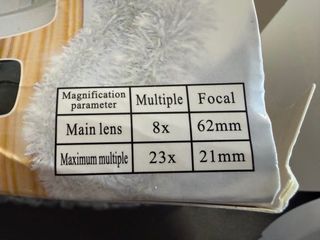 Magnification parameter Multiple Focal
Main lens 8x 62mm
Maximum multiple 23x 21mm